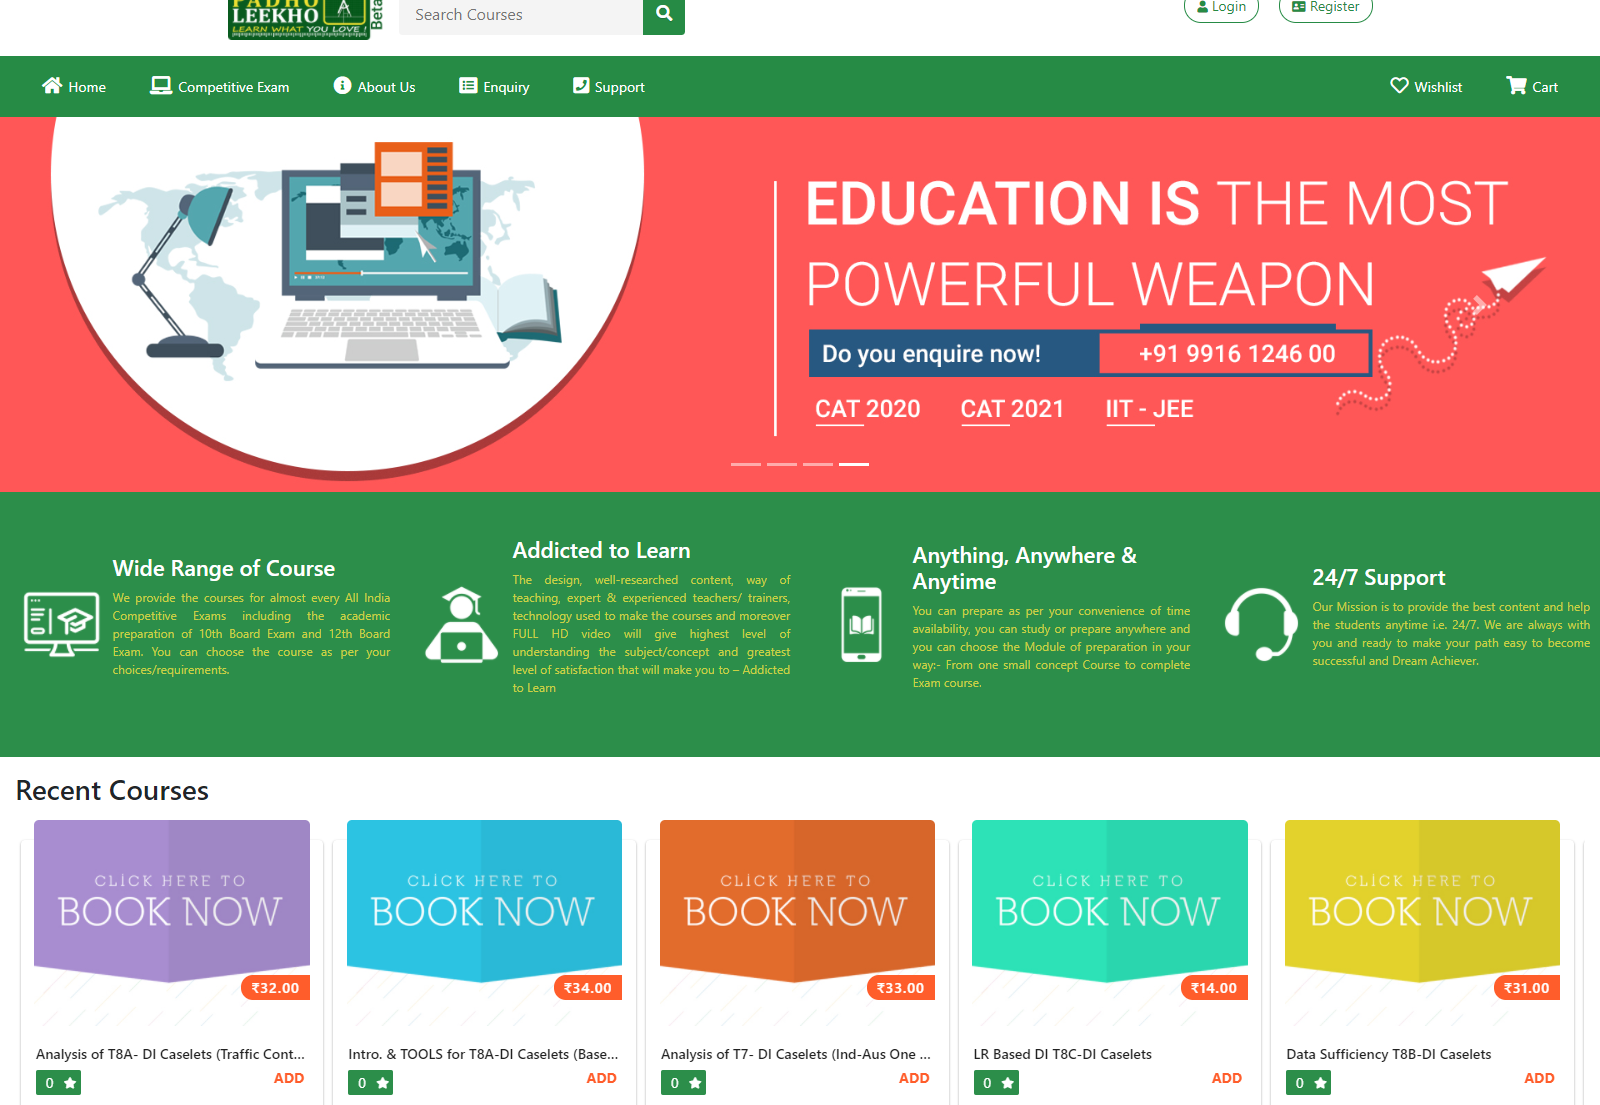 PADHO
LEEKHO
LEARN WHAT YOU LOVE !
Beta
Search Courses
Login
Register
Home
Competitive Exam
About Us
Enquiry
Support
Wishlist
Cart
EDUCATION IS THE MOST
POWERFUL WEAPON
Do you enquire now!
+91 9916 1246 00
CAT 2020
CAT 2021
IIT - JEE
Wide Range of Course
We provide the courses for almost every All India
Competitive Exams including the academic
preparation of 10th Board Exam and 12th Board
Exam. You can choose the course as per your
choices/requirements.
Addicted to Learn
The design, well-researched content, way of
teaching, expert & experienced teachers/ trainers,
technology used to make the courses and moreover
FULL HD video will give highest level of
understanding the subject/concept and greatest
level of satisfaction that will make you to – Addicted
to Learn
Anything, Anywhere &
Anytime
You can prepare as per your convenience of time
availability, you can study or prepare anywhere and
you can choose the Module of preparation in your
way:- From one small concept Course to complete
Exam course.
24/7 Support
Our Mission is to provide the best content and help
the students anytime i.e. 24/7. We are always with
you and ready to make your path easy to become
successful and Dream Achiever.
Recent Courses
CLICK HERE TO
BOOK NOW
₹32.00
Analysis of T8A- DI Caselets (Traffic Cont...
0
ADD
CLICK HERE TO
BOOK NOW
₹34.00
Intro. & TOOLS for T8A-DI Caselets (Base...
0
ADD
CLICK HERE TO
BOOK NOW
₹33.00
Analysis of T7- DI Caselets (Ind-Aus One ...
0
ADD
CLICK HERE TO
BOOK NOW
₹14.00
LR Based DI T8C-DI Caselets
0
ADD
CLICK HERE TO
BOOK NOW
₹31.00
Data Sufficiency T8B-DI Caselets
0
ADD